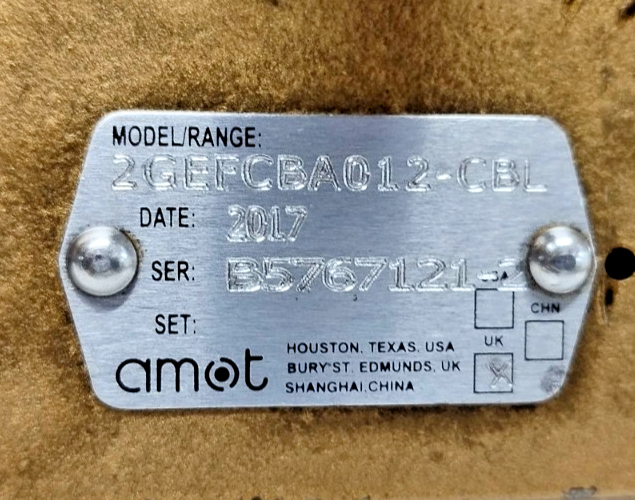 MODEL/RANGE:
2GEFCBA012-CBL
DATE: 2017
SER: B5767121-2
SET:
CHN
UK
amot
HOUSTON. TEXAS. USA
BURY ST. EDMUNDS, UK
SHANGHAI.CHINA
X